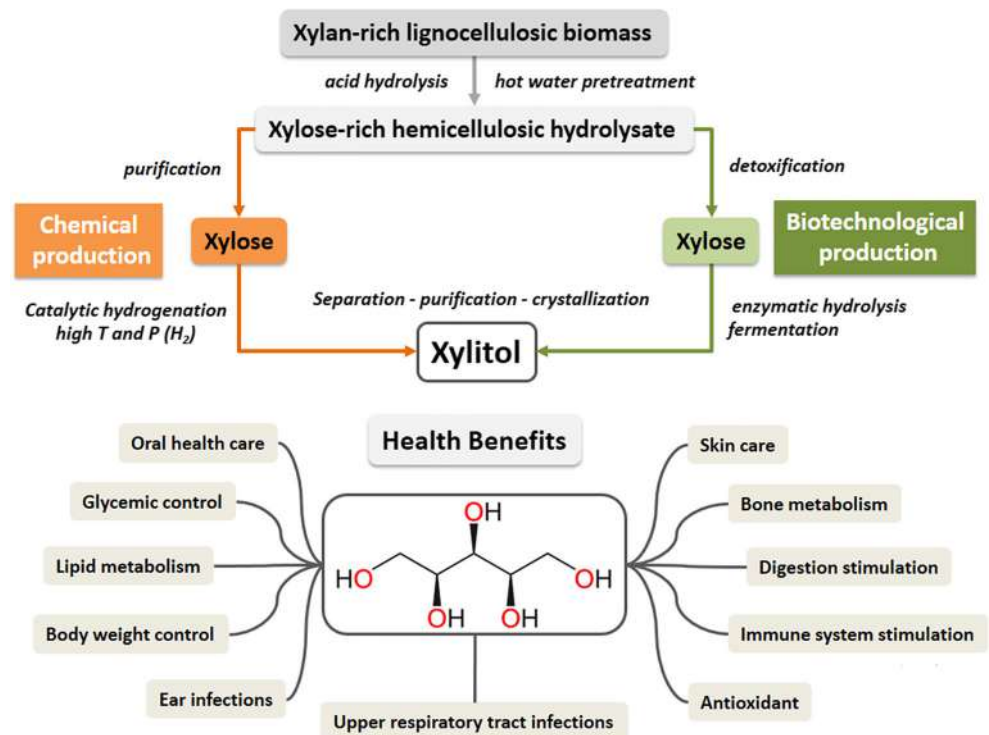 Xylan-rich lignocellulosic biomass
acid hydrolysis
hot water pretreatment
Xylose-rich hemicellulosic hydrolysate
purification
detoxification
Chemical
production
Xylose
Xylose
Biotechnological
production
Catalytic hydrogenation
high T and P (H₂)
Separation - purification - crystallization
enzymatic hydrolysis
fermentation
Xylitol
Health Benefits
Oral health care
Glycemic control
Lipid metabolism
Body weight control
Ear infections
OH
HO
OH
OH
OH
Upper respiratory tract infections
Skin care
Bone metabolism
Digestion stimulation
Immune system stimulation
Antioxidant